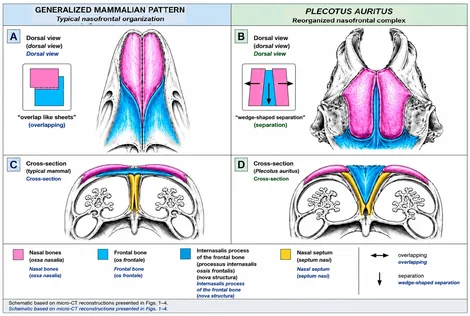 GENERALIZED MAMMALIAN PATTERN
Typical nasofrontal organization
PLECOTUS AURITUS
Reorganized nasofrontal complex
A
Dorsal view
(dorsal view)
Dorsal view
"overlap like sheets"
(overlapping)
B
Dorsal view
(dorsal view)
Dorsal view
"wedge-shaped separation"
(separation)
C
Cross-section
(typical mammal)
Cross-section
D
Cross-section
(Plecotus auritus)
Cross-section
Nasal bones
(ossa nasalia)
Nasal bones
(ossa nasalia)
Frontal bone
(os frontale)
Frontal bone
(os frontale)
Internasalis process
of the frontal bone
(processus internasalis
ossis frontalis)
(nova structura)
Internasalis process
of the frontal bone
(nova structura)
Nasal septum
(septum nasi)
Nasal septum
(septum nasi)
overlapping
overlapping
separation
wedge-shaped separation
Schematic based on micro-CT reconstructions presented in Figs. 1–4.
Schematic based on micro-CT reconstructions presented in Figs. 1–4.